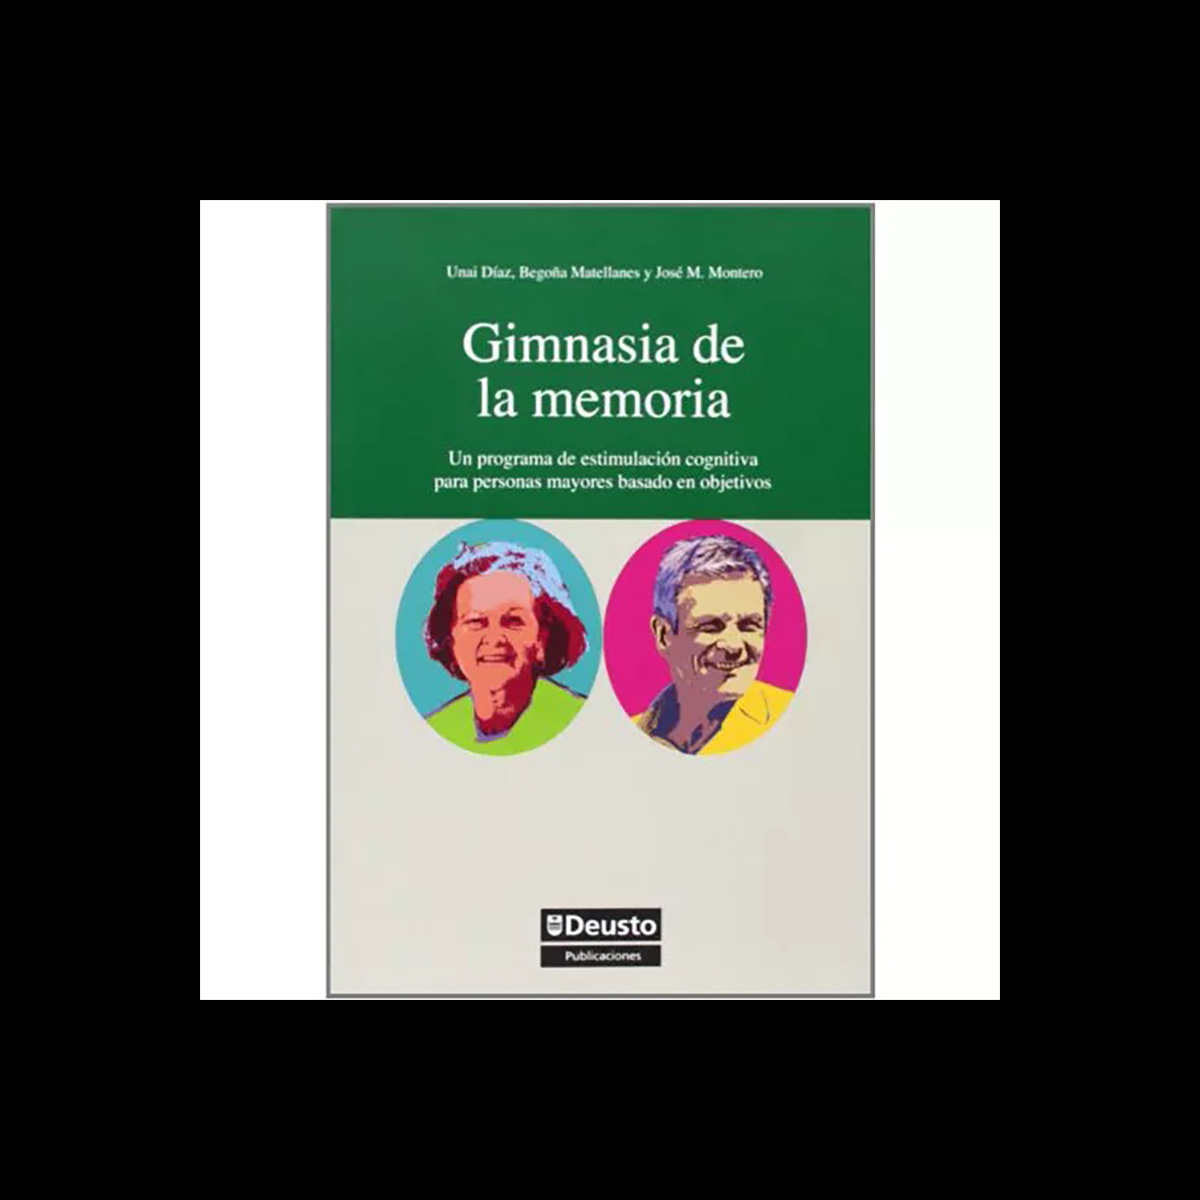 Unai Díaz, Begoña Matellanes y José M. Montero
Gimnasia de
la memoria
Un programa de estimulación cognitiva
para personas mayores basado en objetivos
Deusto
Publicaciones